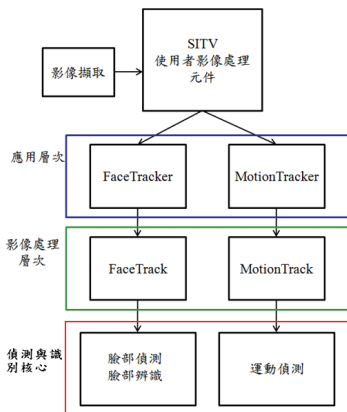 影像擷取
SITV
使用者影像處理
元件
應用層次
FaceTracker
MotionTracker
影像處理
層次
FaceTrack
MotionTrack
偵測與識
別核心
臉部偵測
臉部辨識
運動偵測